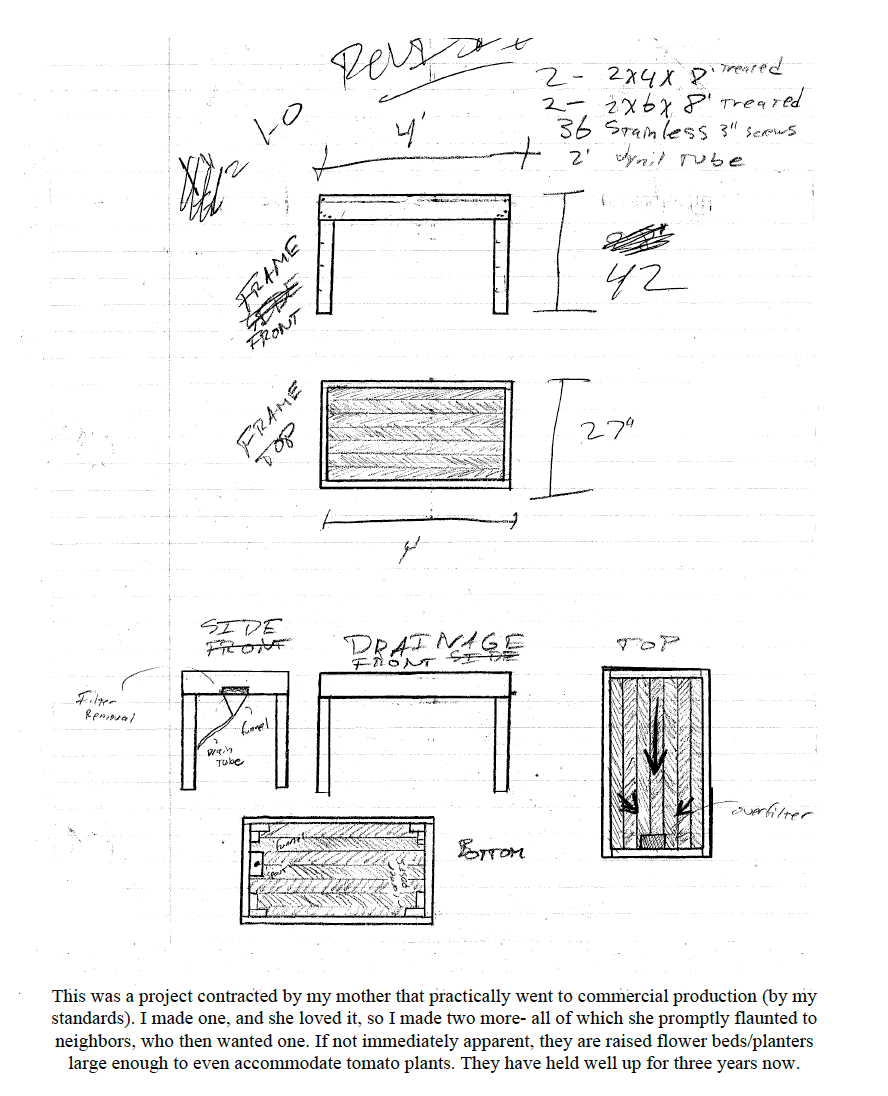 2 - 2x4x 8' Treated
2 - 2x6x 8' Treated
36 Stainless 3" screws
2' vynil TUBE
4'
42
FRAME
SIDE
FRONT
FRAME
TOP
27"
4'
SIDE
FRONT
DRAINAGE
FRONT SIDE
TOP
Filter
Removal
funnel
Drain
Tube
overfilter
funnel
BOTTOM
This was a project contracted by my mother that practically went to commercial production (by my
standards). I made one, and she loved it, so I made two more- all of which she promptly flaunted to
neighbors, who then wanted one. If not immediately apparent, they are raised flower beds/planters
large enough to even accommodate tomato plants. They have held well up for three years now.